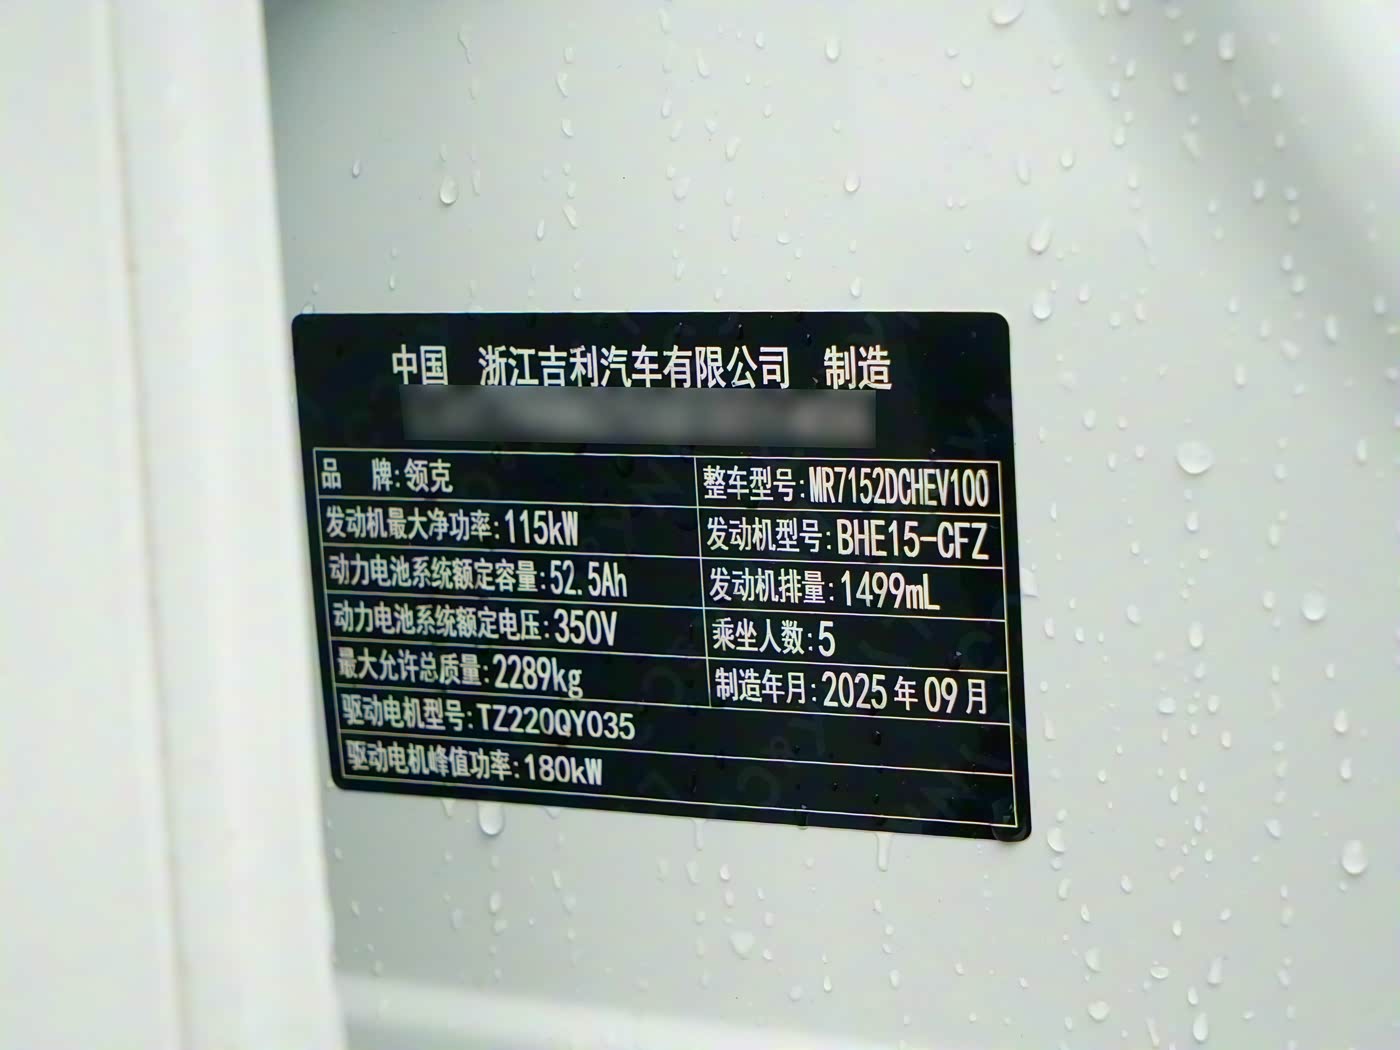 中国 浙江吉利汽车有限公司 制造
品 牌:领克 整车型号:MR7152DCHEV100
发动机最大净功率:115kW 发动机型号:BHE15-CFZ
动力电池系统额定容量:52.5Ah 发动机排量:1499mL
动力电池系统额定电压:350V 乘坐人数:5
最大允许总质量:2289kg 制造年月:2025年09月
驱动电机型号:TZ220QY035
驱动电机峰值功率:180kW